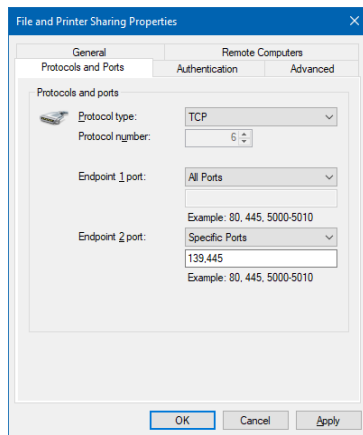 File and Printer Sharing Properties
General Remote Computers
Protocols and Ports Authentication Advanced
Protocols and ports
Protocol type: TCP
Protocol number: 6
Endpoint 1 port: All Ports
Example: 80, 445, 5000-5010
Endpoint 2 port: Specific Ports
139,445
Example: 80, 445, 5000-5010
OK Cancel Apply